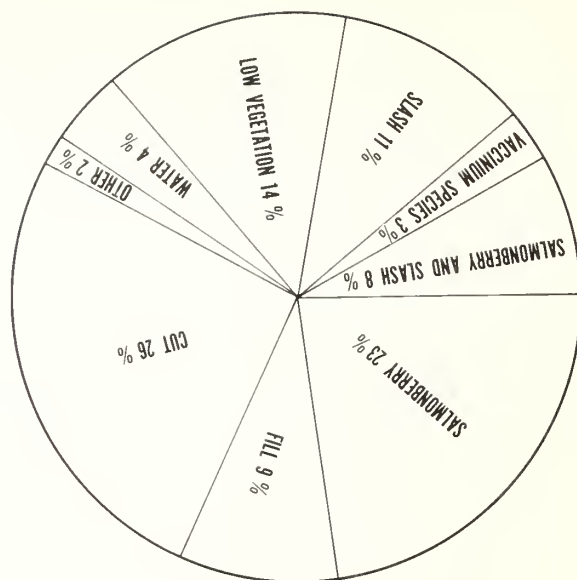 LOW VEGETATION 14 %
SLASH 11 %
VACCINIUM SPECIES 3%
SALMONBERRY AND SLASH 8 %
SALMONBERRY 23 %
FILL 9 %
CUT 26 %
OTHER 2 %
WATER 4 %